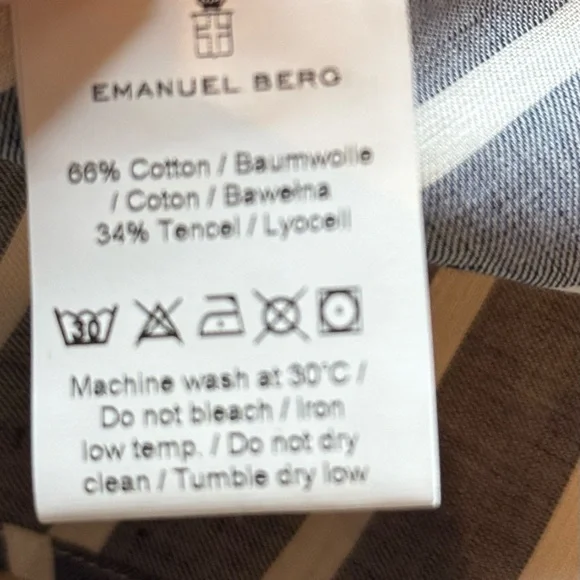 EMANUEL BERG
66% Cotton / Baumwolle
/ Coton / Bawełna
34% Tencel / Lyocell
30
Machine wash at 30°C /
Do not bleach / Iron
low temp. / Do not dry
clean / Tumble dry low